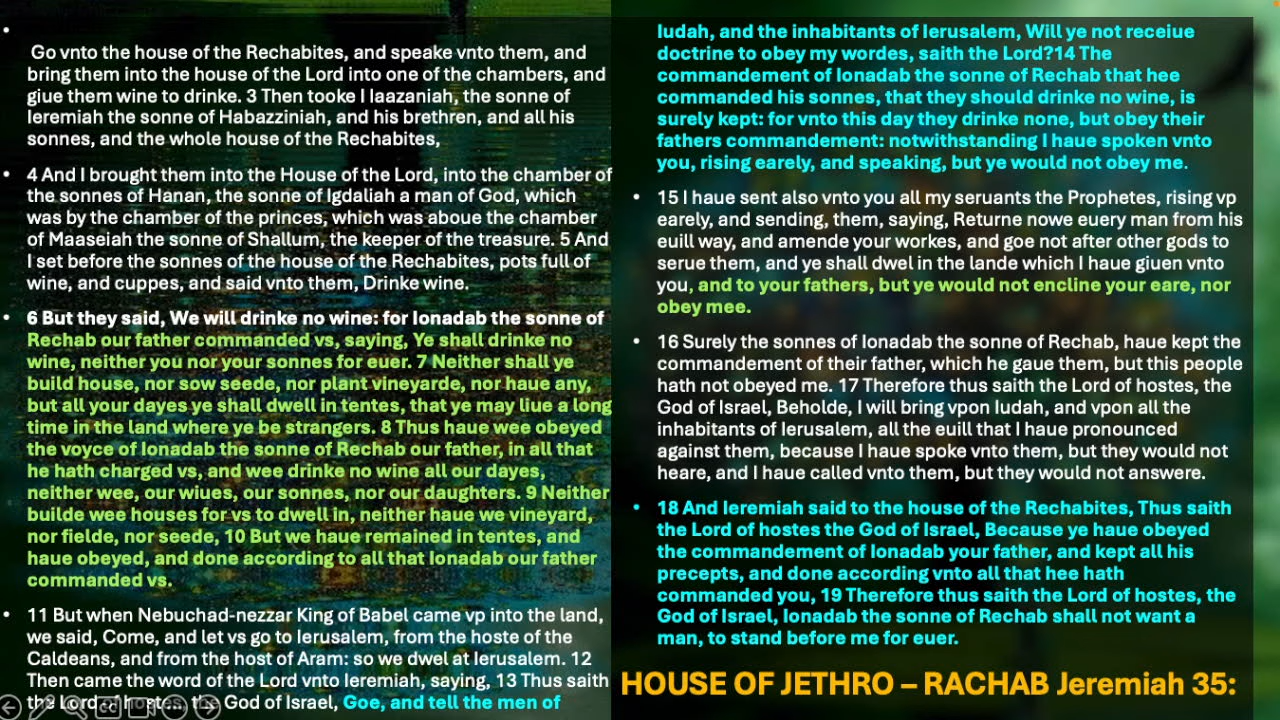 Go vnto the house of the Rechabites, and speake vnto them, and
bring them into the house of the Lord into one of the chambers, and
giue them wine to drinke. 3 Then tooke I Iaazaniah, the sonne of
Ieremiah the sonne of Habazziniah, and his brethren, and all his
sonnes, and the whole house of the Rechabites,
4 And I brought them into the House of the Lord, into the chamber of
the sonnes of Hanan, the sonne of Igdaliah a man of God, which
was by the chamber of the princes, which was aboue the chamber
of Maaseiah the sonne of Shallum, the keeper of the treasure. 5 And
I set before the sonnes of the house of the Rechabites, pots full of
wine, and cuppes, and said vnto them, Drinke wine.
6 But they said, We will drinke no wine: for Ionadab the sonne of
Rechab our father commanded vs, saying, Ye shall drinke no
wine, neither you nor your sonnes for euer. 7 Neither shall ye
build house, nor sow seede, nor plant vineyarde, nor haue any,
but all your dayes ye shall dwell in tentes, that ye may liue a long
time in the land where ye be strangers. 8 Thus haue wee obeyed
the voyce of Ionadab the sonne of Rechab our father, in all that
he hath charged vs, and wee drinke no wine all our dayes,
neither wee, our wiues, our sonnes, nor our daughters. 9 Neither
builde wee houses for vs to dwell in, neither haue we vineyard,
nor fielde, nor seede, 10 But we haue remained in tentes, and
haue obeyed, and done according to all that Ionadab our father
commanded vs.
11 But when Nebuchad-nezzar King of Babel came vp into the land,
we said, Come, and let vs go to Ierusalem, from the hoste of the
Caldeans, and from the host of Aram: so we dwel at Ierusalem. 12
Then came the word of the Lord vnto Ieremiah, saying, 13 Thus saith
the Lord of hostes, the God of Israel, Goe, and tell the men of
Iudah, and the inhabitants of Ierusalem, Will ye not receiue
doctrine to obey my wordes, saith the Lord?14 The
commandement of Ionadab the sonne of Rechab that hee
commanded his sonnes, that they should drinke no wine, is
surely kept: for vnto this day they drinke none, but obey their
fathers commandement: notwithstanding I haue spoken vnto
you, rising earely, and speaking, but ye would not obey me.
15 I haue sent also vnto you all my seruants the Prophetes, rising vp
earely, and sending, them, saying, Returne nowe euery man from his
euill way, and amende your workes, and goe not after other gods to
serue them, and ye shall dwel in the lande which I haue giuen vnto
you, and to your fathers, but ye would not encline your eare, nor
obey mee.
16 Surely the sonnes of Ionadab the sonne of Rechab, haue kept the
commandement of their father, which he gaue them, but this people
hath not obeyed me. 17 Therefore thus saith the Lord of hostes, the
God of Israel, Beholde, I will bring vpon Iudah, and vpon all the
inhabitants of Ierusalem, all the euill that I haue pronounced
against them, because I haue spoke vnto them, but they would not
heare, and I haue called vnto them, but they would not answere.
18 And Ieremiah said to the house of the Rechabites, Thus saith
the Lord of hostes the God of Israel, Because ye haue obeyed
the commandement of Ionadab your father, and kept all his
precepts, and done according vnto all that hee hath
commanded you, 19 Therefore thus saith the Lord of hostes, the
God of Israel, Ionadab the sonne of Rechab shall not want a
man, to stand before me for euer.
HOUSE OF JETHRO – RACHAB Jeremiah 35: